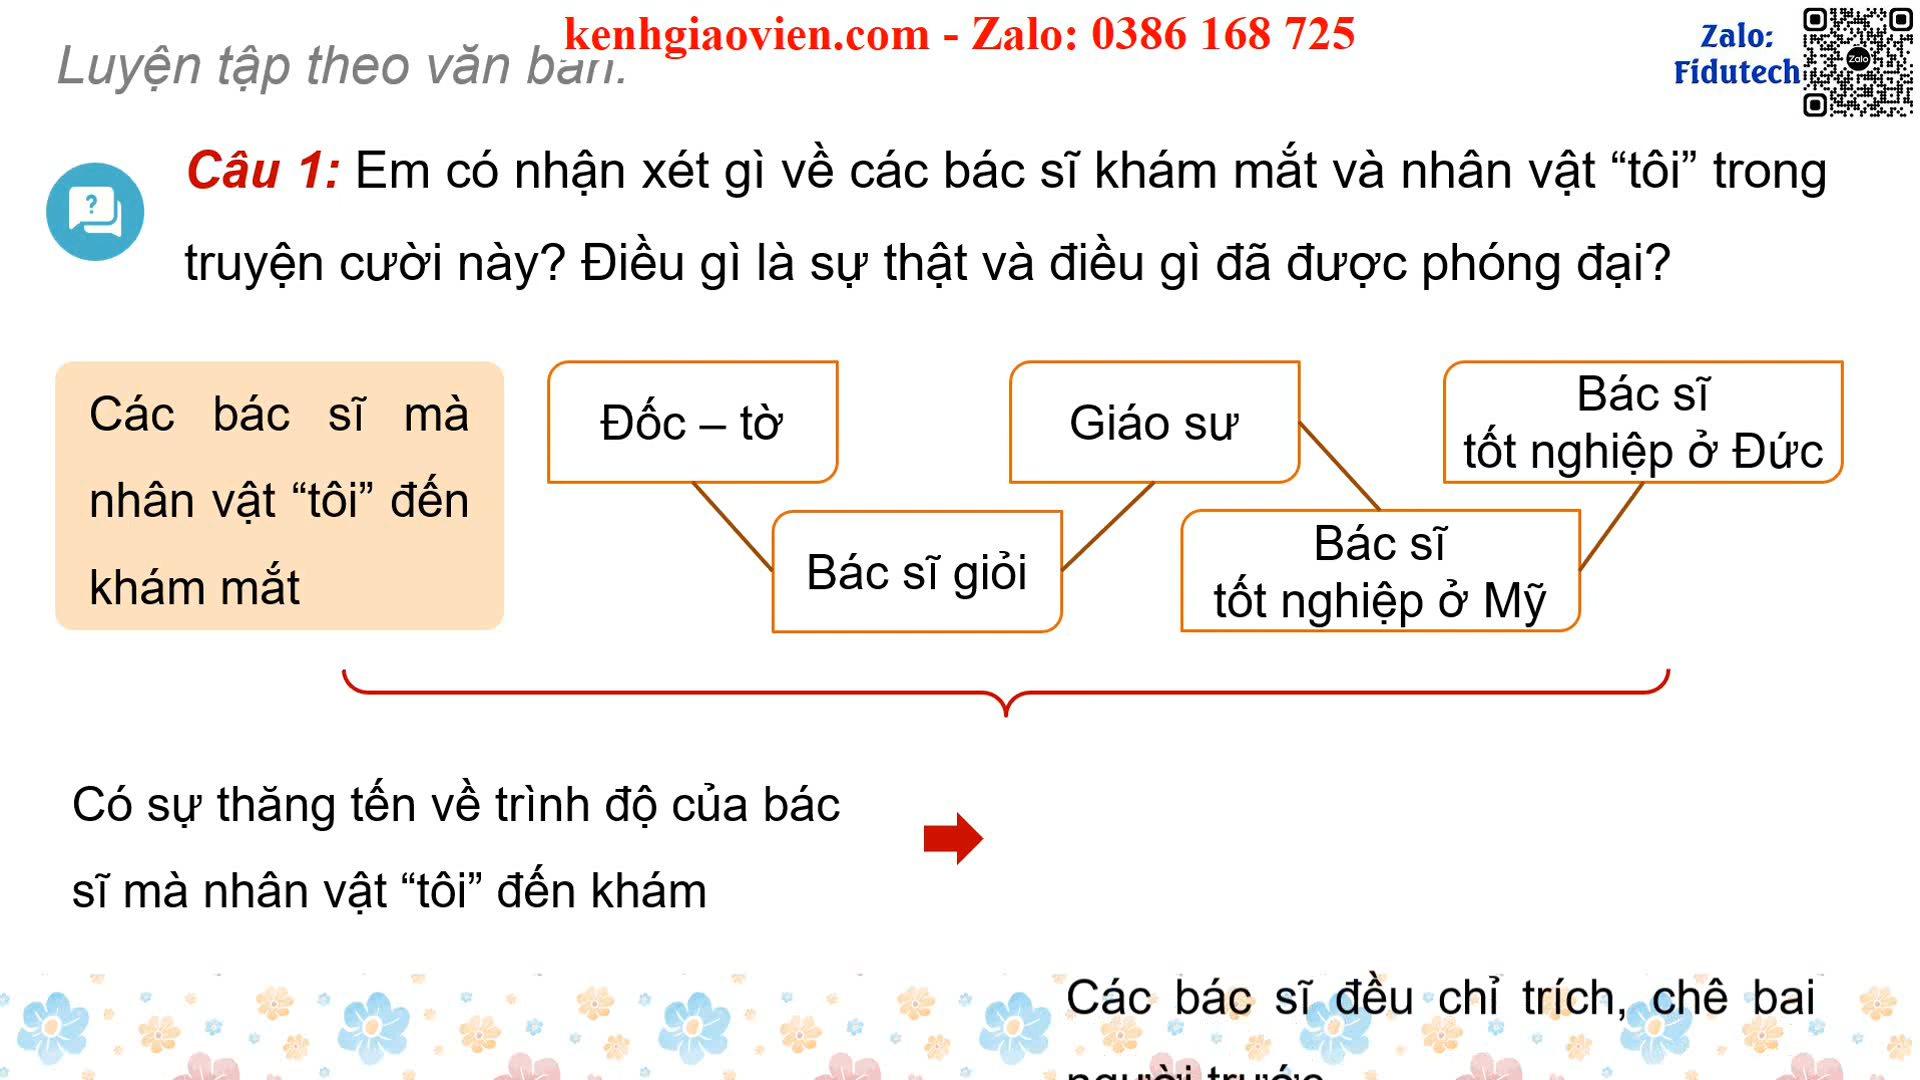 kenhgiaovien.com - Zalo: 0386 168 725
Zalo:
Fidutech
Zalo
Luyện tập theo văn bản:
Câu 1: Em có nhận xét gì về các bác sĩ khám mắt và nhân vật “tôi” trong
truyện cười này? Điều gì là sự thật và điều gì đã được phóng đại?
Các bác sĩ mà
nhân vật “tôi” đến
khám mắt
Đốc – tờ
Bác sĩ giỏi
Giáo sư
Bác sĩ
tốt nghiệp ở Mỹ
Bác sĩ
tốt nghiệp ở Đức
Có sự thăng tến về trình độ của bác
sĩ mà nhân vật “tôi” đến khám
Các bác sĩ đều chỉ trích, chê bai
người trước